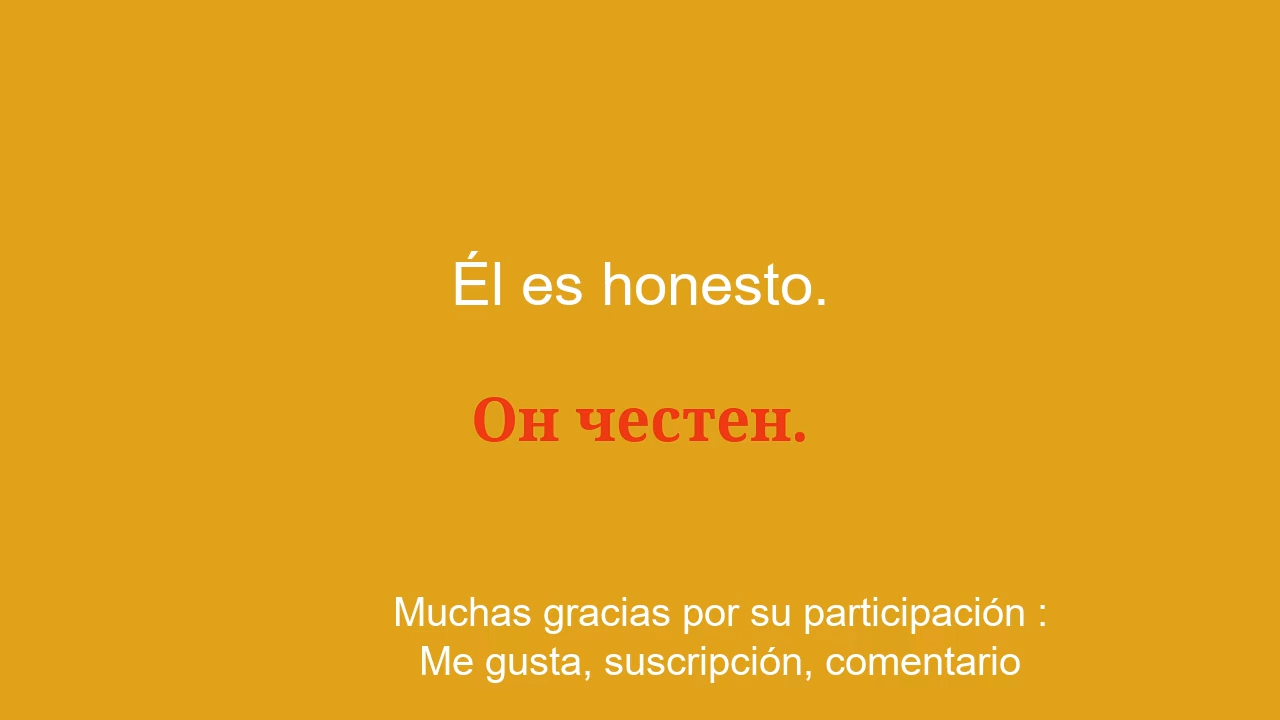 Él es honesto.
Он честен.
Muchas gracias por su participación :
Me gusta, suscripción, comentario